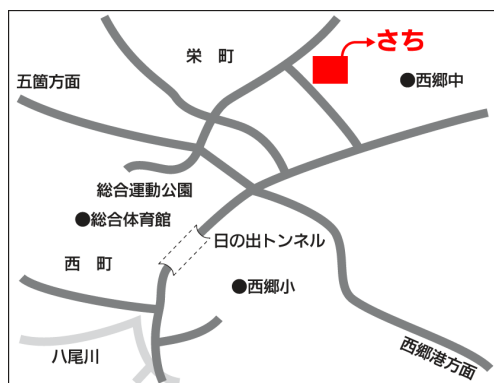 さち
栄町
五箇方面
●西郷中
総合運動公園
●総合体育館
日の出トンネル
西町
●西郷小
八尾川
西郷港方面